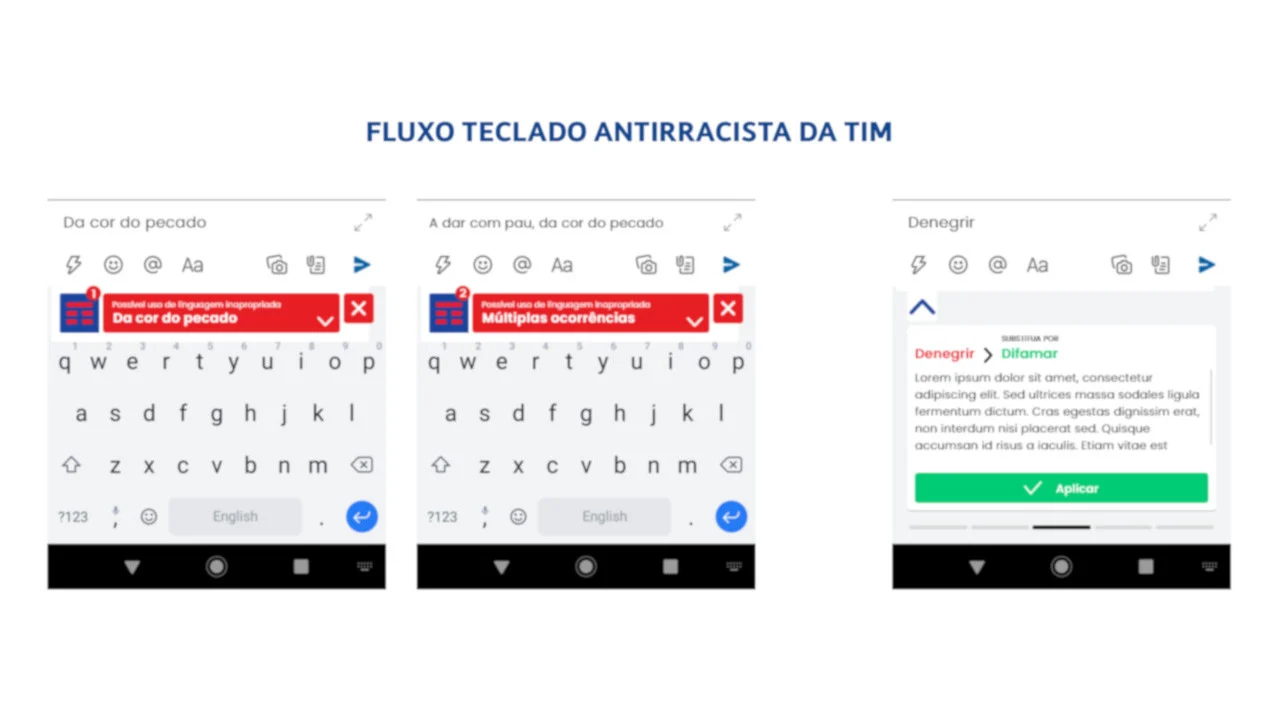 FLUXO TECLADO ANTIRRACISTA DA TIM
Da cor do pecado
@ Aa
1
Possível uso de linguagem inapropriada
Da cor do pecado
1 2 3 4 5 6 7 8 9 0
q w e r t y u i o p
a s d f g h j k l
z x c v b n m
?123 , English .
A dar com pau, da cor do pecado
@ Aa
2
Possível uso de linguagem inapropriada
Múltiplas ocorrências
1 2 3 4 5 6 7 8 9 0
q w e r t y u i o p
a s d f g h j k l
z x c v b n m
?123 , English .
Denegrir
@ Aa
SUBSTITUA POR
Denegrir > Difamar
Lorem ipsum dolor sit amet, consectetur
adipiscing elit. Sed ultrices massa sodales ligula
fermentum dictum. Cras egestas dignissim erat,
non interdum nisi placerat sed. Quisque
accumsan id risus a iaculis. Etiam vitae est
Aplicar